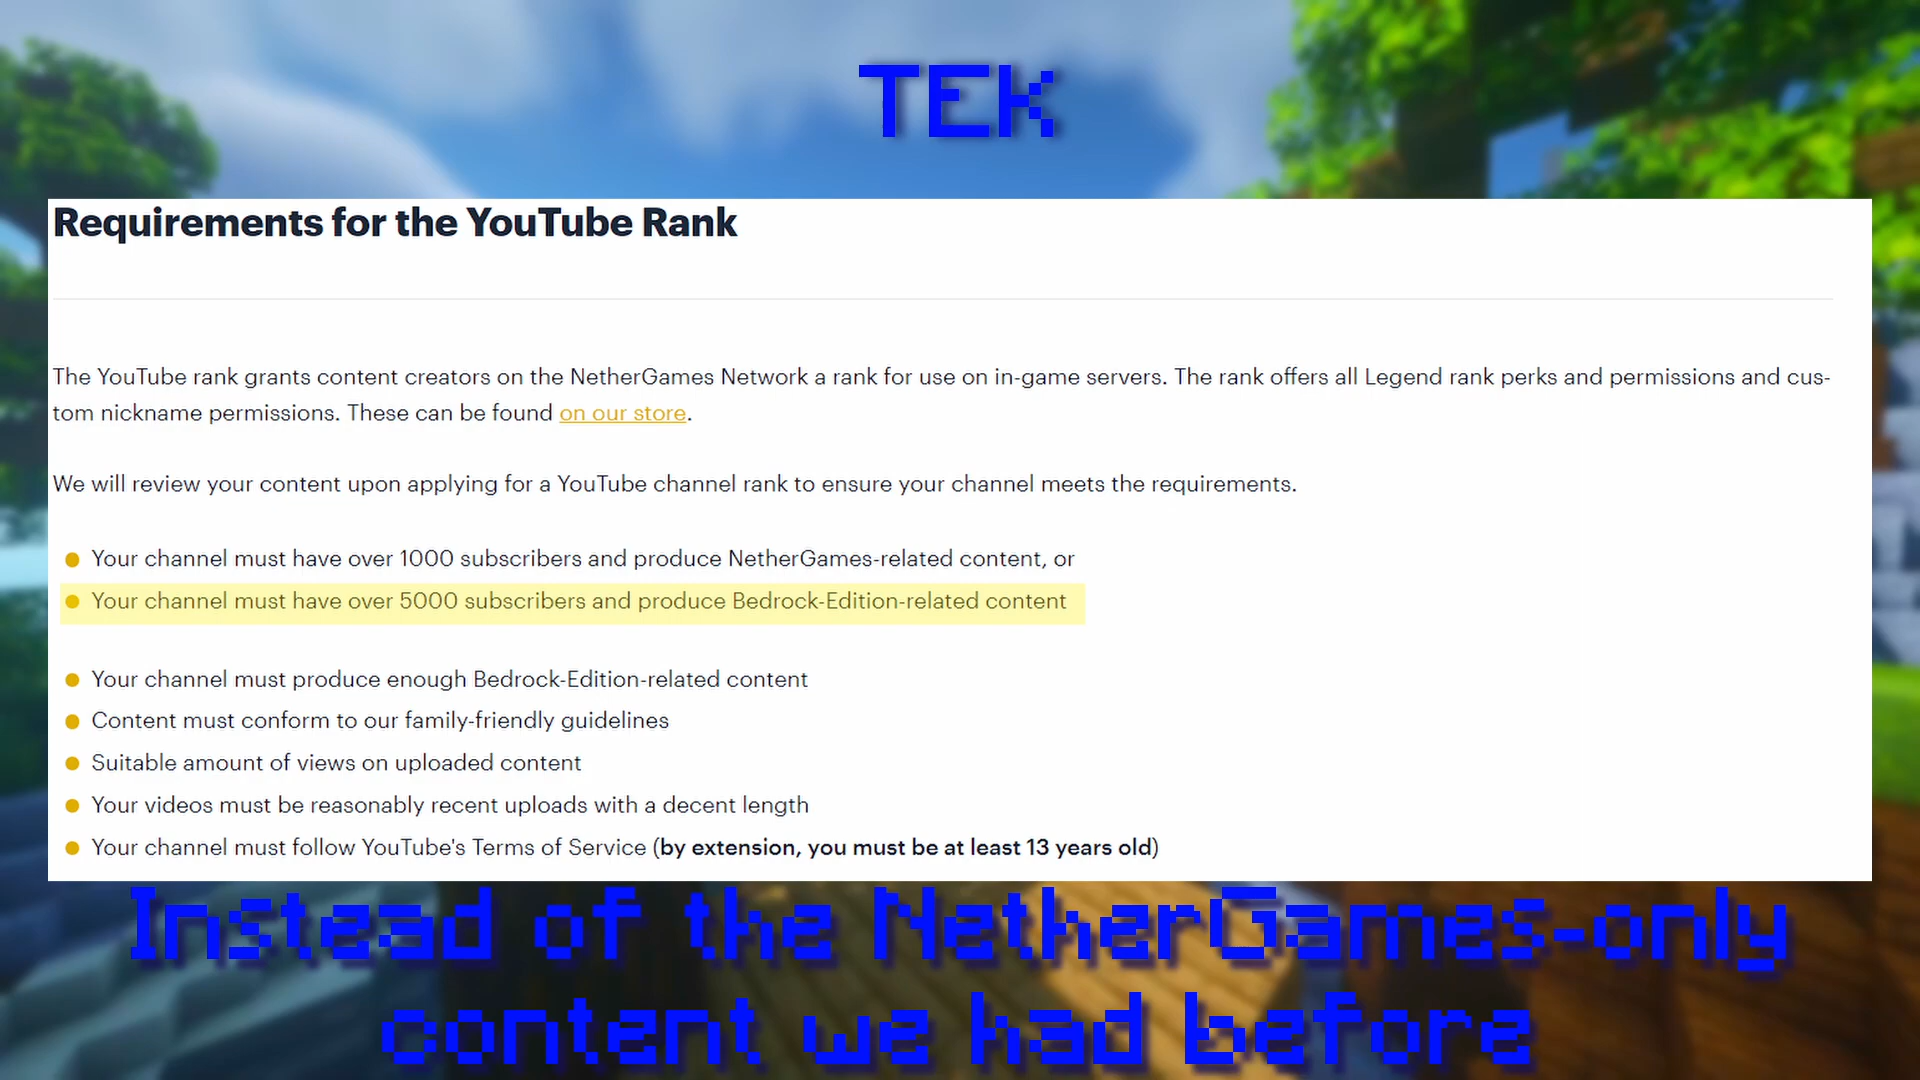 TEK
Requirements for the YouTube Rank
The YouTube rank grants content creators on the NetherGames Network a rank for use on in-game servers. The rank offers all Legend rank perks and permissions and cus-
tom nickname permissions. These can be found on our store.
We will review your content upon applying for a YouTube channel rank to ensure your channel meets the requirements.
Your channel must have over 1000 subscribers and produce NetherGames-related content, or
Your channel must have over 5000 subscribers and produce Bedrock-Edition-related content
Your channel must produce enough Bedrock-Edition-related content
Content must conform to our family-friendly guidelines
Suitable amount of views on uploaded content
Your videos must be reasonably recent uploads with a decent length
Your channel must follow YouTube's Terms of Service (by extension, you must be at least 13 years old)
Instead of the NetherGames-only
content we had before